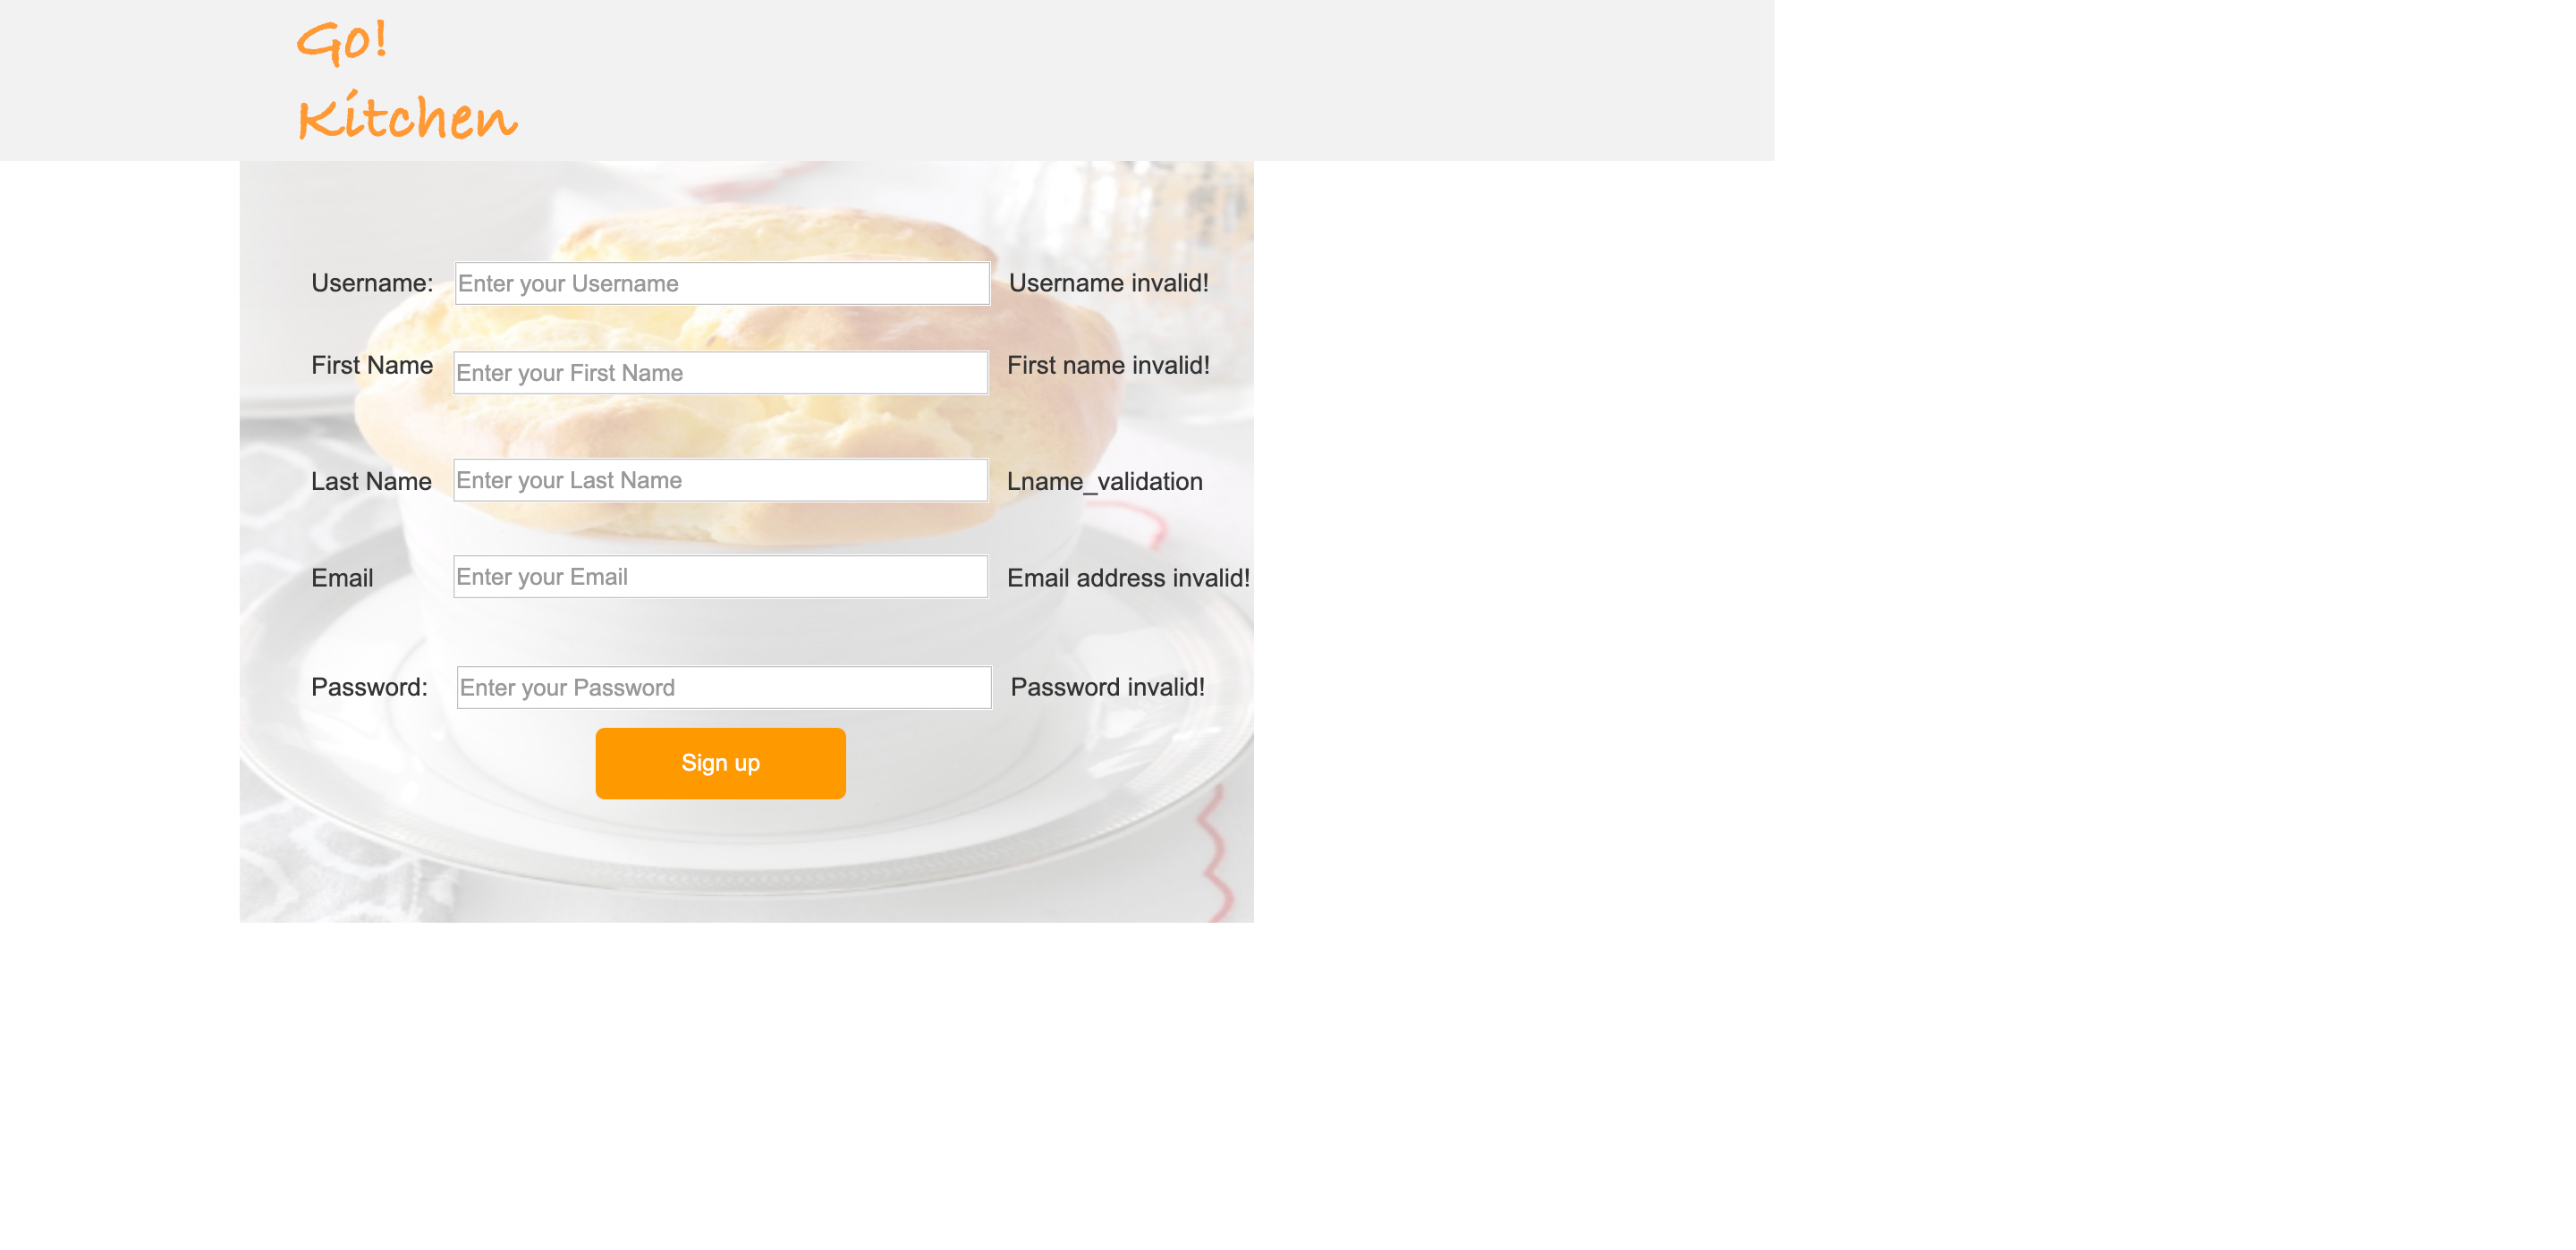 Go!
Kitchen
Username: Enter your Username Username invalid!
First Name Enter your First Name First name invalid!
Last Name Enter your Last Name Lname_validation
Email Enter your Email Email address invalid!
Password: Enter your Password Password invalid!
Sign up